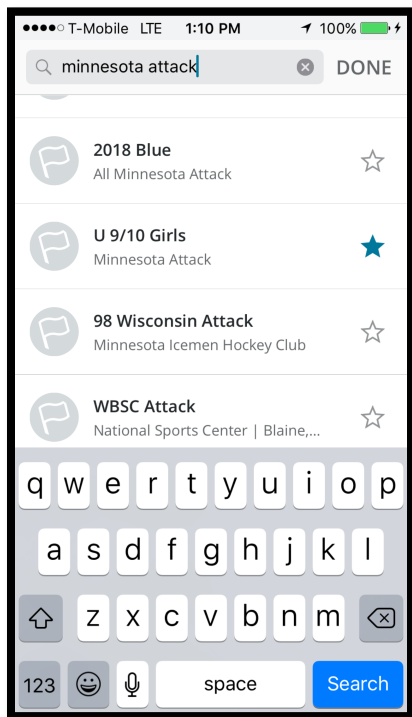 T-Mobile LTE 1:10 PM 100%
minnesota attack DONE
2018 Blue
All Minnesota Attack
U 9/10 Girls
Minnesota Attack
98 Wisconsin Attack
Minnesota Icemen Hockey Club
WBSC Attack
National Sports Center | Blaine,...
q w e r t y u i o p
a s d f g h j k l
z x c v b n m
123 space Search